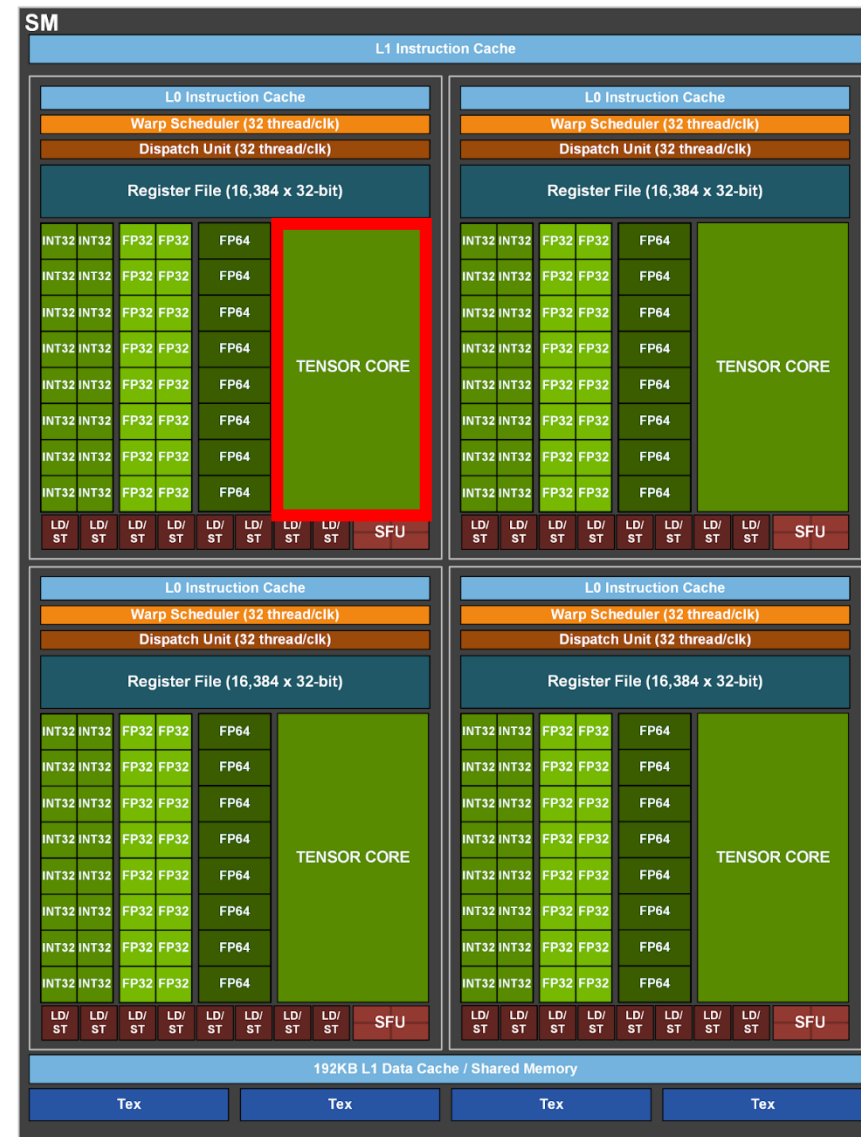 SM
L1 Instruction Cache
L0 Instruction Cache
Warp Scheduler (32 thread/clk)
Dispatch Unit (32 thread/clk)
Register File (16,384 x 32-bit)
INT32 INT32 FP32 FP32 FP64
INT32 INT32 FP32 FP32 FP64
INT32 INT32 FP32 FP32 FP64
INT32 INT32 FP32 FP32 FP64
TENSOR CORE
INT32 INT32 FP32 FP32 FP64
INT32 INT32 FP32 FP32 FP64
INT32 INT32 FP32 FP32 FP64
INT32 INT32 FP32 FP32 FP64
LD/ LD/ LD/ LD/ LD/ LD/ LD/ LD/
ST ST ST ST ST ST ST ST
SFU
L0 Instruction Cache
Warp Scheduler (32 thread/clk)
Dispatch Unit (32 thread/clk)
Register File (16,384 x 32-bit)
INT32 INT32 FP32 FP32 FP64
INT32 INT32 FP32 FP32 FP64
INT32 INT32 FP32 FP32 FP64
INT32 INT32 FP32 FP32 FP64
TENSOR CORE
INT32 INT32 FP32 FP32 FP64
INT32 INT32 FP32 FP32 FP64
INT32 INT32 FP32 FP32 FP64
INT32 INT32 FP32 FP32 FP64
LD/ LD/ LD/ LD/ LD/ LD/ LD/ LD/
ST ST ST ST ST ST ST ST
SFU
L0 Instruction Cache
Warp Scheduler (32 thread/clk)
Dispatch Unit (32 thread/clk)
Register File (16,384 x 32-bit)
INT32 INT32 FP32 FP32 FP64
INT32 INT32 FP32 FP32 FP64
INT32 INT32 FP32 FP32 FP64
INT32 INT32 FP32 FP32 FP64
TENSOR CORE
INT32 INT32 FP32 FP32 FP64
INT32 INT32 FP32 FP32 FP64
INT32 INT32 FP32 FP32 FP64
INT32 INT32 FP32 FP32 FP64
LD/ LD/ LD/ LD/ LD/ LD/ LD/ LD/
ST ST ST ST ST ST ST ST
SFU
L0 Instruction Cache
Warp Scheduler (32 thread/clk)
Dispatch Unit (32 thread/clk)
Register File (16,384 x 32-bit)
INT32 INT32 FP32 FP32 FP64
INT32 INT32 FP32 FP32 FP64
INT32 INT32 FP32 FP32 FP64
INT32 INT32 FP32 FP32 FP64
TENSOR CORE
INT32 INT32 FP32 FP32 FP64
INT32 INT32 FP32 FP32 FP64
INT32 INT32 FP32 FP32 FP64
INT32 INT32 FP32 FP32 FP64
LD/ LD/ LD/ LD/ LD/ LD/ LD/ LD/
ST ST ST ST ST ST ST ST
SFU
192KB L1 Data Cache / Shared Memory
Tex Tex Tex Tex